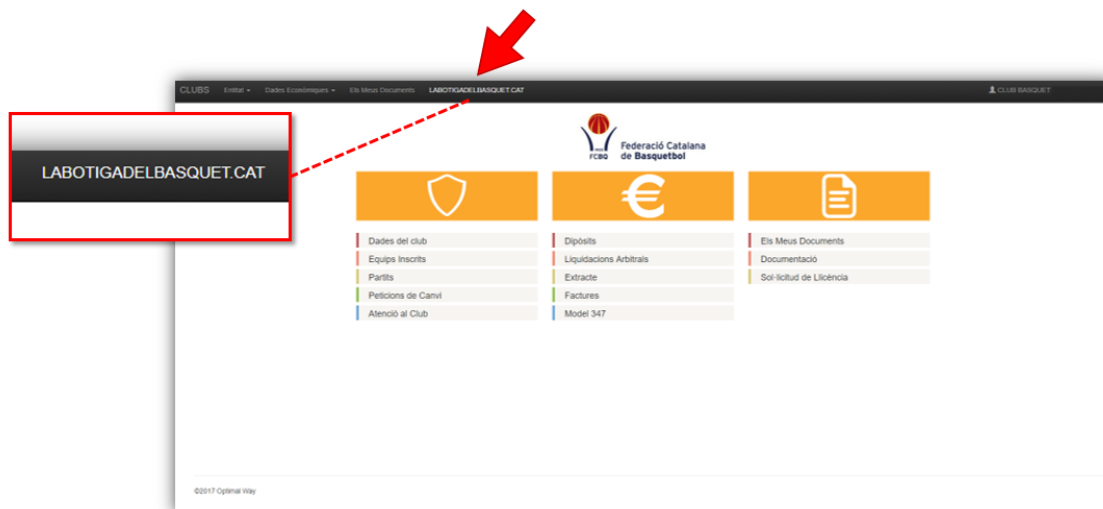 CLUBS Entitat Dades Econòmiques Els Meus Documents LABOTIGADELBASQUET.CAT CLUB BASQUET
LABOTIGADELBASQUET.CAT
FCBQ
Federació Catalana
de Basquetbol
Dades del club
Equips Inscrits
Partits
Peticions de Canvi
Atenció al Club
Dipòsits
Liquidacions Arbitrals
Extracte
Factures
Model 347
Els Meus Documents
Documentació
Sol·licitud de Llicència
©2017 Optimal Way